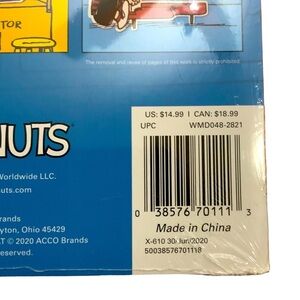 TOR
The removal and reuse of pages of this work is strictly prohibited.
US: $14.99 | CAN: $18.99
UPC WMD048-2821
NUTS
Worldwide LLC.
uts.com
0 38576 70111 3
Made in China
X-610 30/Jun/2020
50038576701118
rands
yton, Ohio 45429
T © 2020 ACCO Brands
eserved.